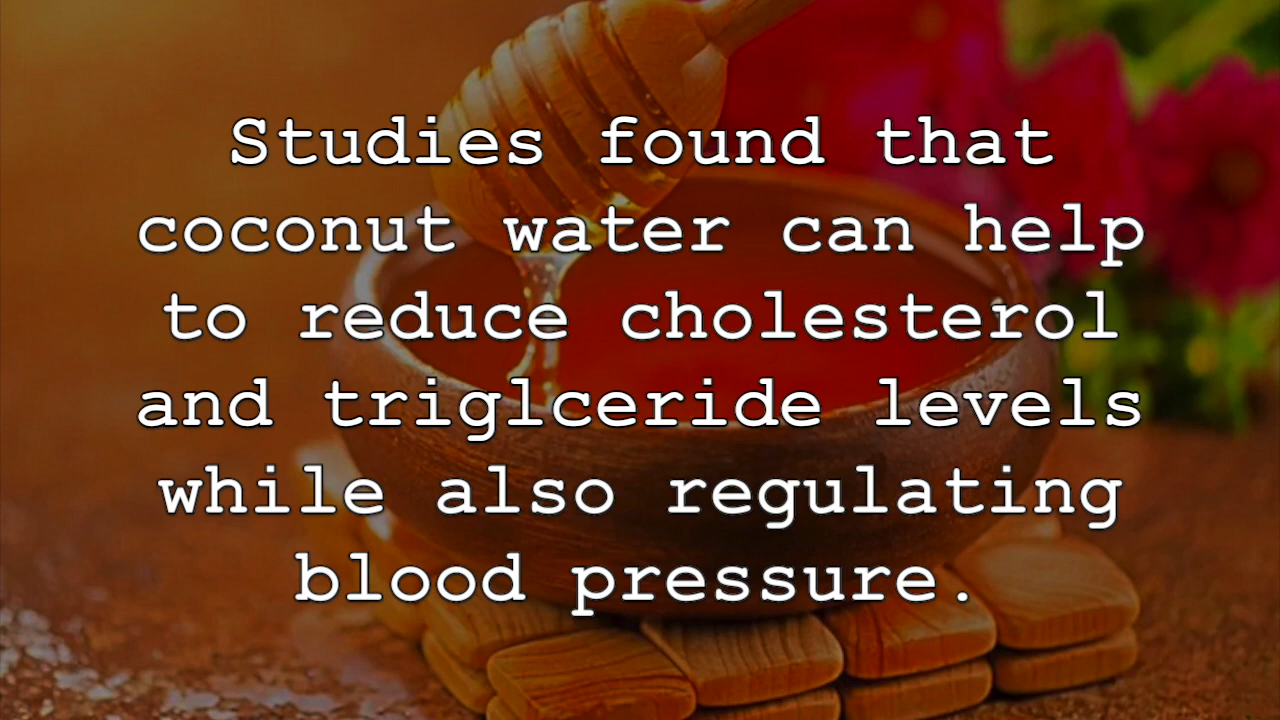 Studies found that
coconut water can help
to reduce cholesterol
and triglceride levels
while also regulating
blood pressure.